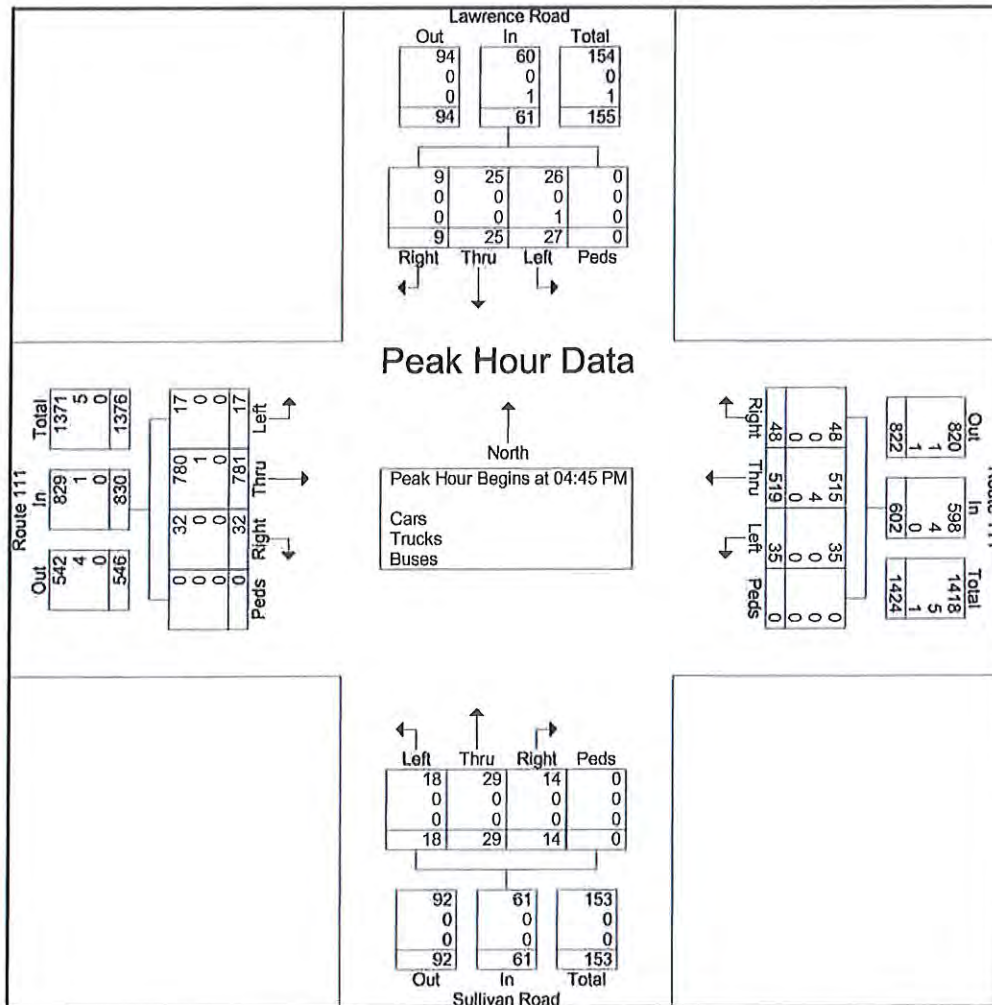 Lawrence Road
Out In Total
94 60 154
0 0 0
0 1 1
94 61 155
9 25 26 0
0 0 0 0
0 0 1 0
9 25 27 0
Right Thru Left Peds
Peak Hour Data
North
Peak Hour Begins at 04:45 PM
Cars
Trucks
Buses
Route 111
Total
1371 5 0 1376
In
829 1 0 830
Out
542 4 0 546
17 0 0 17
Left
780 1 0 781
Thru
32 0 0 32
Right
0 0 0 0
Peds
Right
48 0 0 48
Thru
515 4 0 519
Left
35 0 0 35
Peds
0 0 0 0
Out
820 1 1 822
In
598 4 0 602
Total
1418 5 1 1424
Left Thru Right Peds
18 29 14 0
0 0 0 0
0 0 0 0
18 29 14 0
92 61 153
0 0 0
0 0 0
92 61 153
Out In Total
Sullivan Road